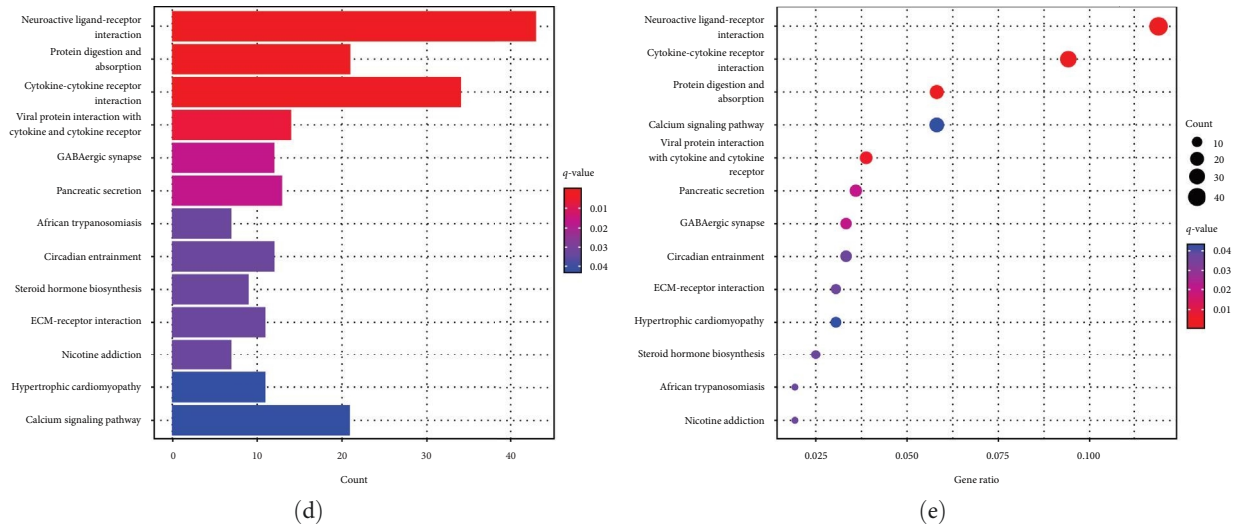 Neuroactive ligand-receptor
interaction
Protein digestion and
absorption
Cytokine-cytokine receptor
interaction
Viral protein interaction with
cytokine and cytokine receptor
GABAergic synapse
Pancreatic secretion
African trypanosomiasis
Circadian entrainment
Steroid hormone biosynthesis
ECM-receptor interaction
Nicotine addiction
Hypertrophic cardiomyopathy
Calcium signaling pathway
0 10 20 30 40
Count
q-value
0.01
0.02
0.03
0.04
(d)
Neuroactive ligand-receptor
interaction
Cytokine-cytokine receptor
interaction
Protein digestion and
absorption
Calcium signaling pathway
Viral protein interaction
with cytokine and cytokine
receptor
Pancreatic secretion
GABAergic synapse
Circadian entrainment
ECM-receptor interaction
Hypertrophic cardiomyopathy
Steroid hormone biosynthesis
African trypanosomiasis
Nicotine addiction
0.025 0.050 0.075 0.100
Gene ratio
Count
10
20
30
40
q-value
0.04
0.03
0.02
0.01
(e)